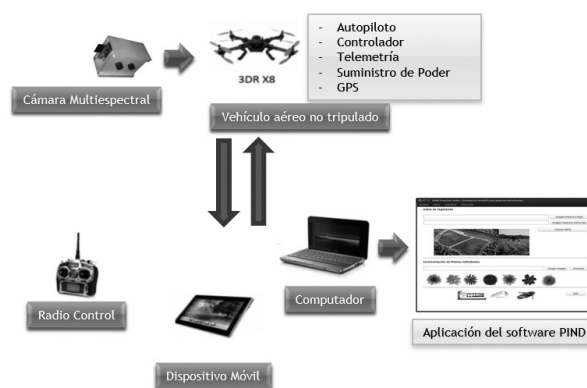 - Autopiloto
- Controlador
- Telemetría
- Suministro de Poder
- GPS
3DR X8
Cámara Multiespectral
Vehículo aéreo no tripulado
Radio Control
Computador
Dispositivo Móvil
Aplicación del software PIND